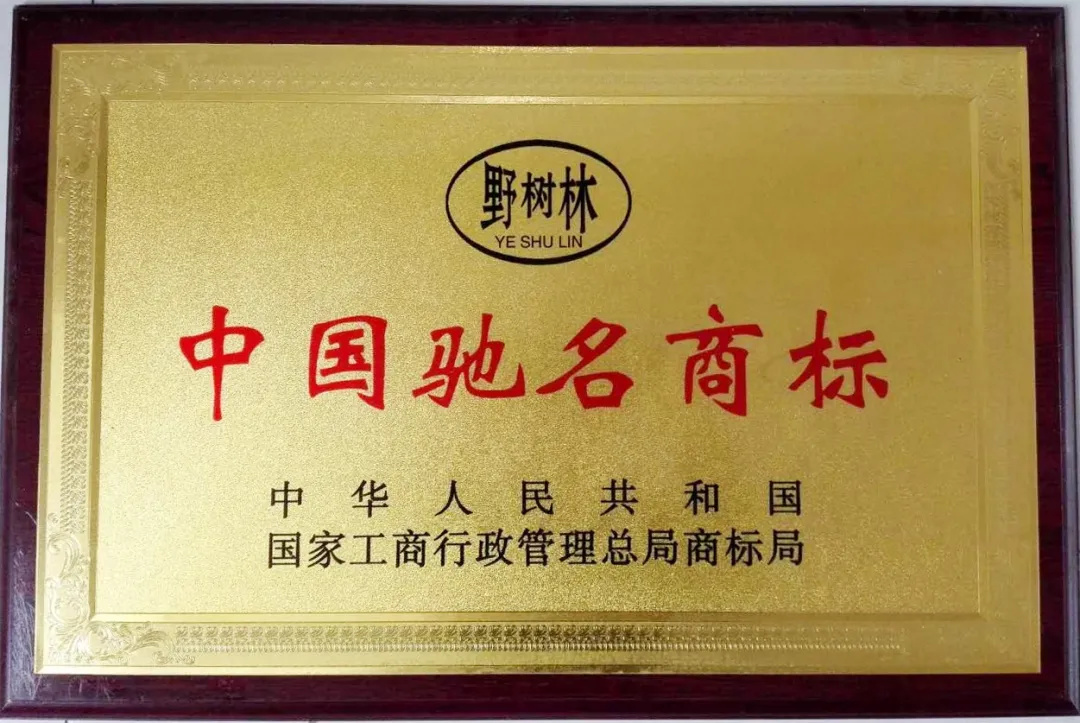 野树林
YE SHU LIN
中国驰名商标
中华人民共和国
国家工商行政管理总局商标局